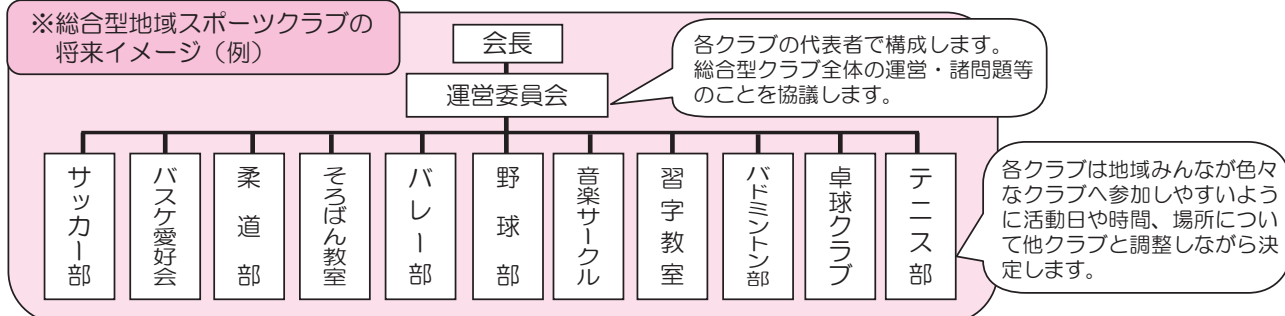 ※総合型地域スポーツクラブの
将来イメージ（例）
会長
各クラブの代表者で構成します。
総合型クラブ全体の運営・諸問題等
のことを協議します。
運営委員会
サッカー部
バスケ愛好会
柔道部
そろばん教室
バレー部
野球部
音楽サークル
習字教室
バドミントン部
卓球クラブ
テニス部
各クラブは地域みんなが色々
なクラブへ参加しやすいよう
に活動日や時間、場所につい
て他クラブと調整しながら決
定します。